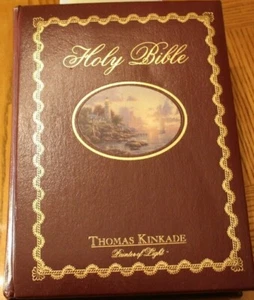 Holy Bible
THOMAS KINKADE
Painter of Light